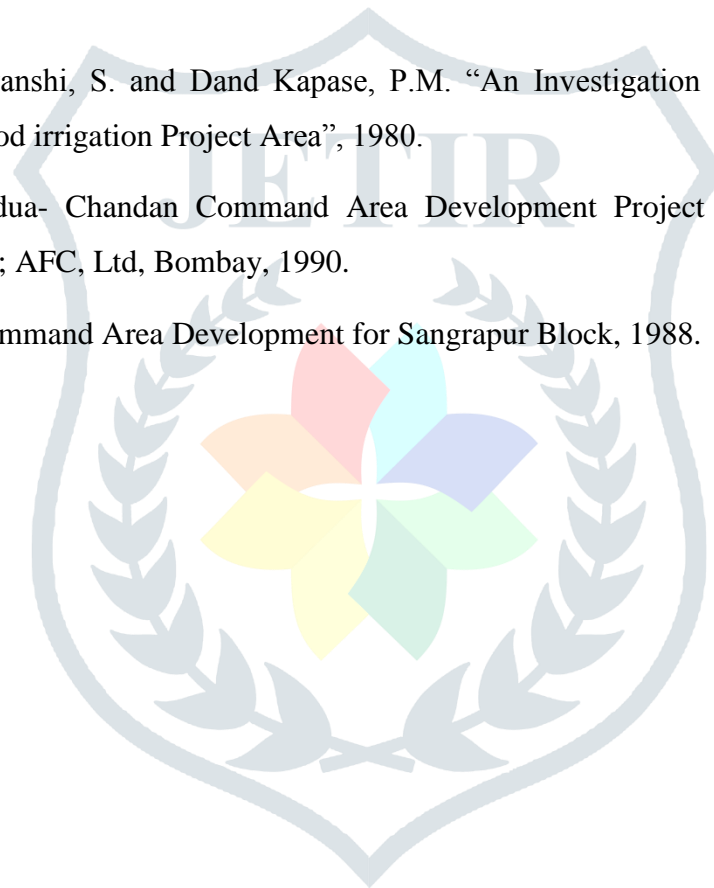 anshi, S. and Dand Kapase, P.M. “An Investigation
od irrigation Project Area”, 1980.
JETIR
dua- Chandan Command Area Development Project
; AFC, Ltd, Bombay, 1990.
mmand Area Development for Sangrapur Block, 1988.